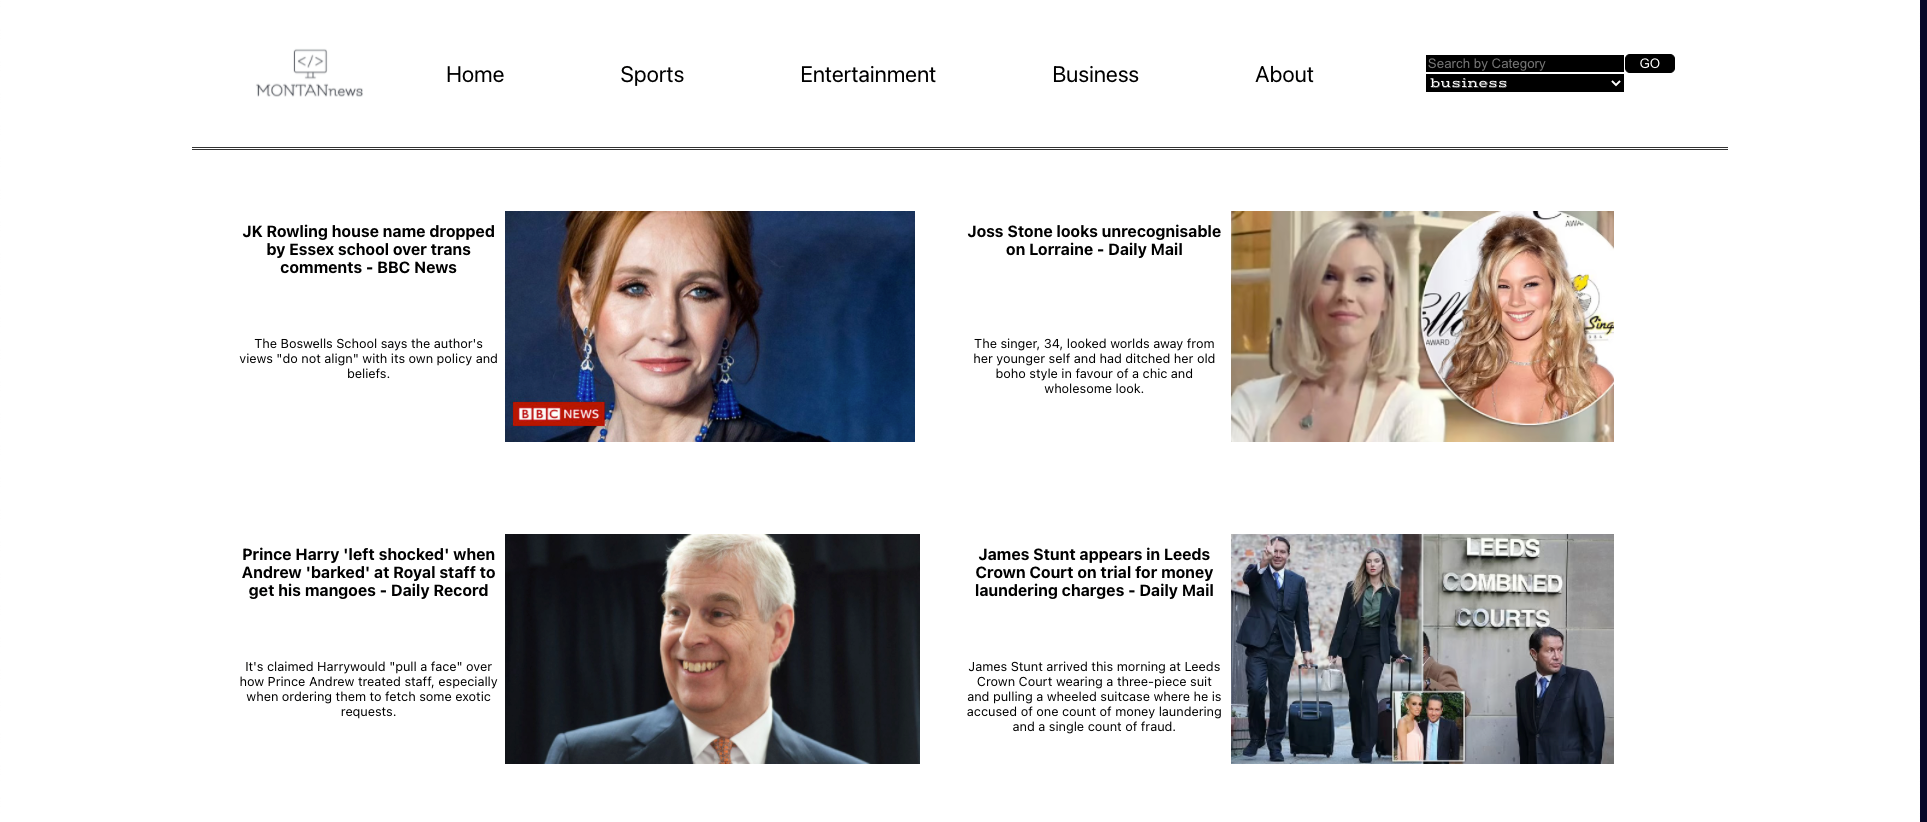 </>
MONTANnews
Home
Sports
Entertainment
Business
About
Search by Category
GO
business
JK Rowling house name dropped
by Essex school over trans
comments - BBC News
The Boswells School says the author's
views "do not align" with its own policy and
beliefs.
BBC NEWS
Joss Stone looks unrecognisable
on Lorraine - Daily Mail
The singer, 34, looked worlds away from
her younger self and had ditched her old
boho style in favour of a chic and
wholesome look.
AWARD
Sing
Prince Harry 'left shocked' when
Andrew 'barked' at Royal staff to
get his mangoes - Daily Record
It's claimed Harrywould "pull a face" over
how Prince Andrew treated staff, especially
when ordering them to fetch some exotic
requests.
James Stunt appears in Leeds
Crown Court on trial for money
laundering charges - Daily Mail
James Stunt arrived this morning at Leeds
Crown Court wearing a three-piece suit
and pulling a wheeled suitcase where he is
accused of one count of money laundering
and a single count of fraud.
LEEDS
COMBINED
COURTS